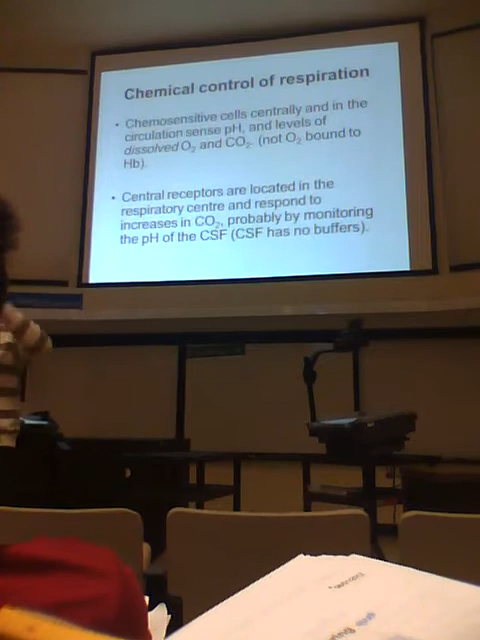 Chemical control of respiration
• Chemosensitive cells centrally and in the
circulation sense pH, and levels of
dissolved O₂ and CO₂. (not O₂ bound to
Hb).
• Central receptors are located in the
respiratory centre and respond to
increases in CO₂, probably by monitoring
the pH of the CSF (CSF has no buffers).